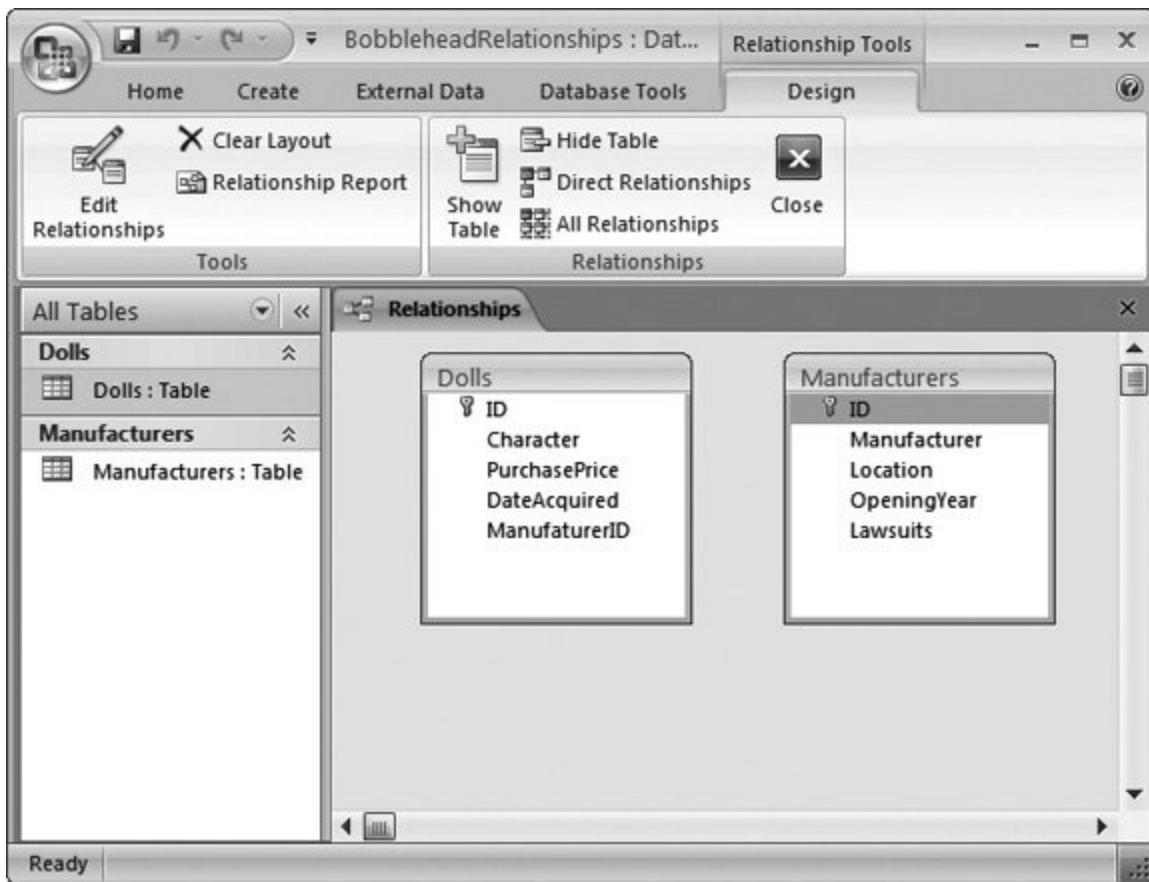 BobbleheadRelationships : Dat...
Relationship Tools
Home
Create
External Data
Database Tools
Design
Edit
Relationships
Clear Layout
Relationship Report
Tools
Show
Table
Hide Table
Direct Relationships
All Relationships
Close
Relationships
All Tables
Dolls
Dolls : Table
Manufacturers
Manufacturers : Table
Relationships
Dolls
ID
Character
PurchasePrice
DateAcquired
ManufaturerID
Manufacturers
ID
Manufacturer
Location
OpeningYear
Lawsuits
Ready